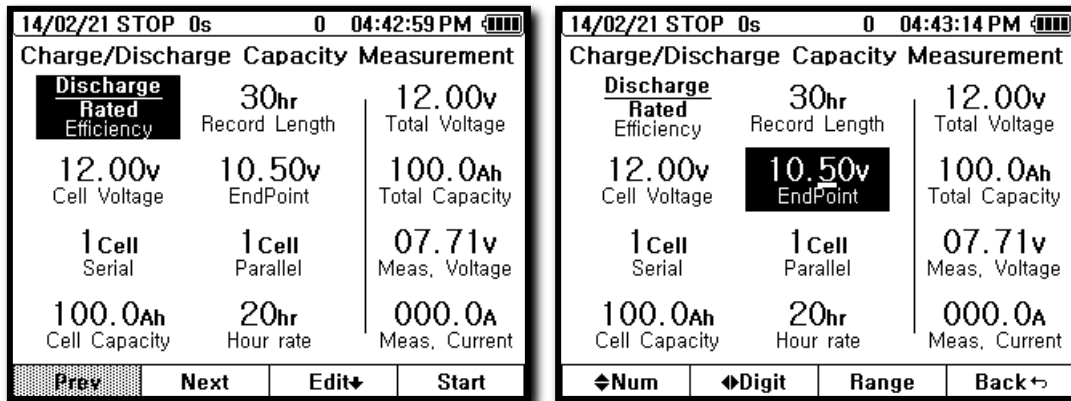 14/02/21 STOP 0s 0 04:42:59 PM
Charge/Discharge Capacity Measurement
Discharge 30hr 12.00v
Rated Record Length Total Voltage
Efficiency
12.00v 10.50v 100.0Ah
Cell Voltage EndPoint Total Capacity
1Cell 1Cell 07.71v
Serial Parallel Meas, Voltage
100.0Ah 20hr 000.0A
Cell Capacity Hour rate Meas, Current
Prev Next Edit Start
14/02/21 STOP 0s 0 04:43:14 PM
Charge/Discharge Capacity Measurement
Discharge 30hr 12.00v
Rated Record Length Total Voltage
Efficiency
12.00v 10.50v 100.0Ah
Cell Voltage EndPoint Total Capacity
1Cell 1Cell 07.71v
Serial Parallel Meas, Voltage
100.0Ah 20hr 000.0A
Cell Capacity Hour rate Meas, Current
Num Digit Range Back